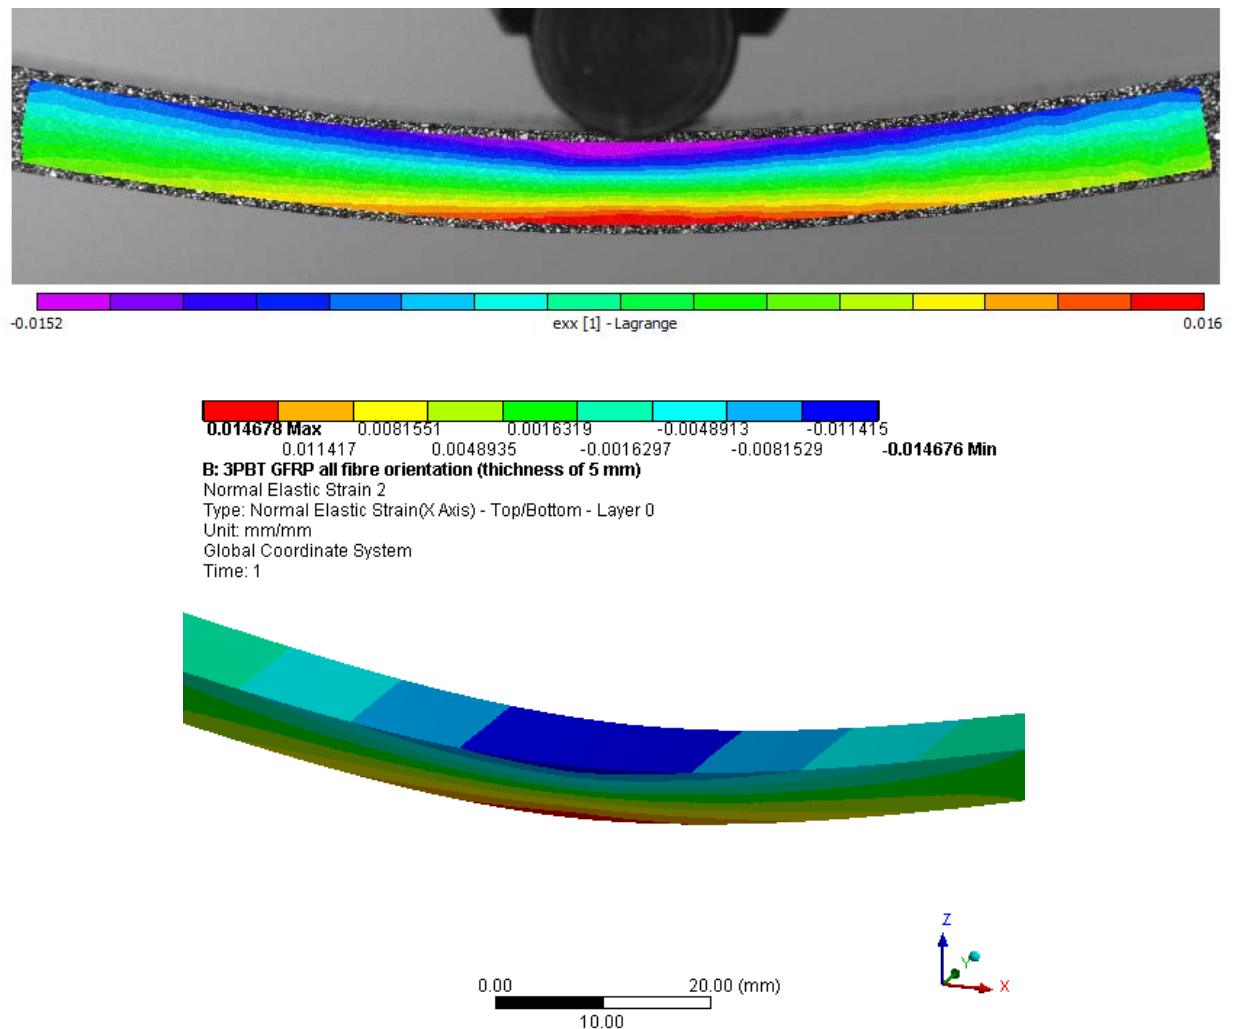 -0.0152 exx [1] - Lagrange 0.016
0.014678 Max 0.0081551 0.0016319 -0.0048913 -0.011415
0.011417 0.0048935 -0.0016297 -0.0081529 -0.014676 Min
B: 3PBT GFRP all fibre orientation (thichness of 5 mm)
Normal Elastic Strain 2
Type: Normal Elastic Strain(X Axis) - Top/Bottom - Layer 0
Unit: mm/mm
Global Coordinate System
Time: 1
Z
Y
X
0.00 20.00 (mm)
10.00